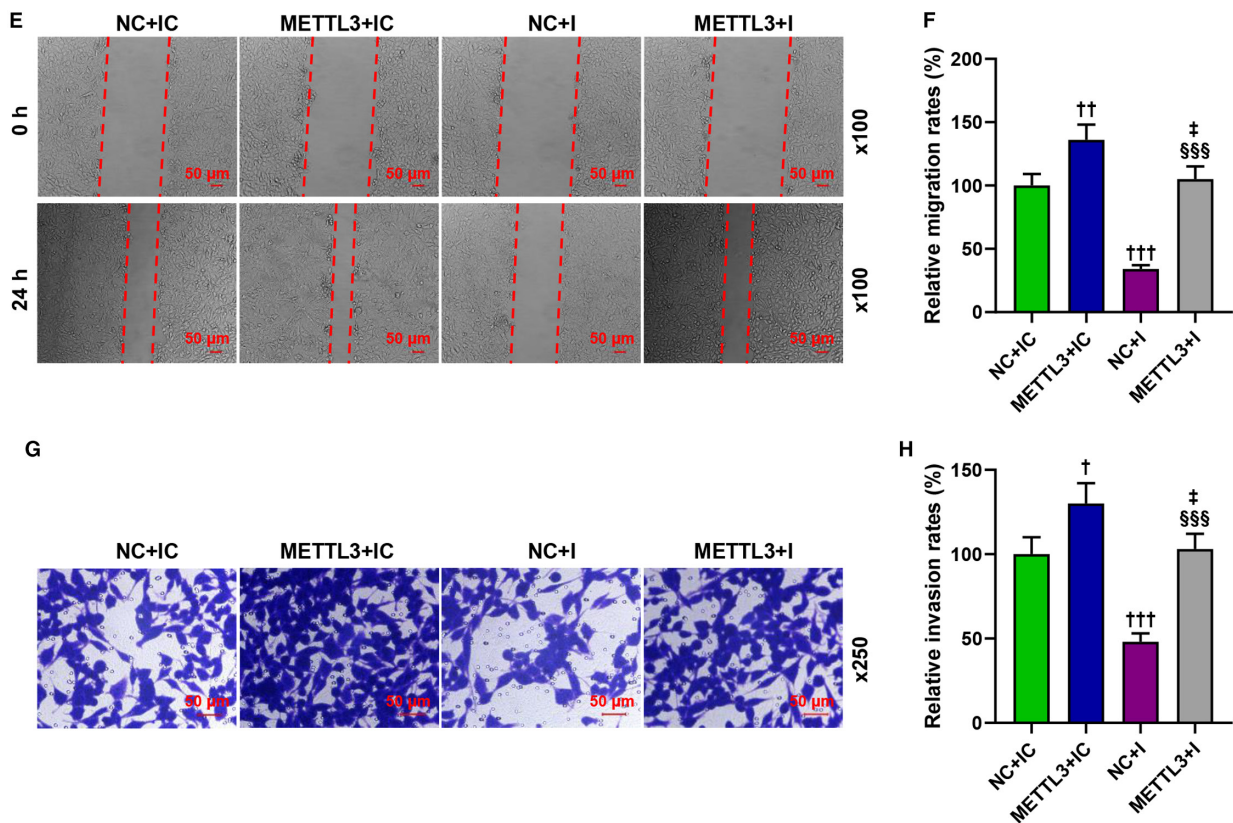 E
NC+IC METTL3+IC NC+I METTL3+I
0 h
50 µm 50 µm 50 µm 50 µm
x100
24 h
50 µm 50 µm 50 µm 50 µm
x100
F
Relative migration rates (%)
200
150
100
50
0
††
†††
‡
§§§
NC+IC
METTL3+IC
NC+I
METTL3+I
G
NC+IC METTL3+IC NC+I METTL3+I
50 µm 50 µm 50 µm 50 µm
x250
H
Relative invasion rates (%)
150
100
50
0
†
†††
‡
§§§
NC+IC
METTL3+IC
NC+I
METTL3+I